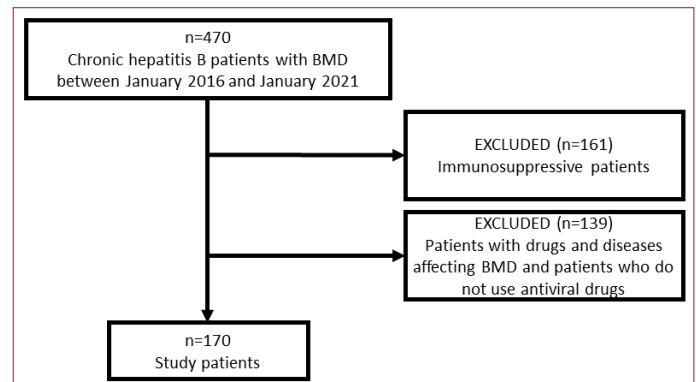 n=470
Chronic hepatitis B patients with BMD
between January 2016 and January 2021
EXCLUDED (n=161)
Immunosuppressive patients
EXCLUDED (n=139)
Patients with drugs and diseases
affecting BMD and patients who do
not use antiviral drugs
n=170
Study patients